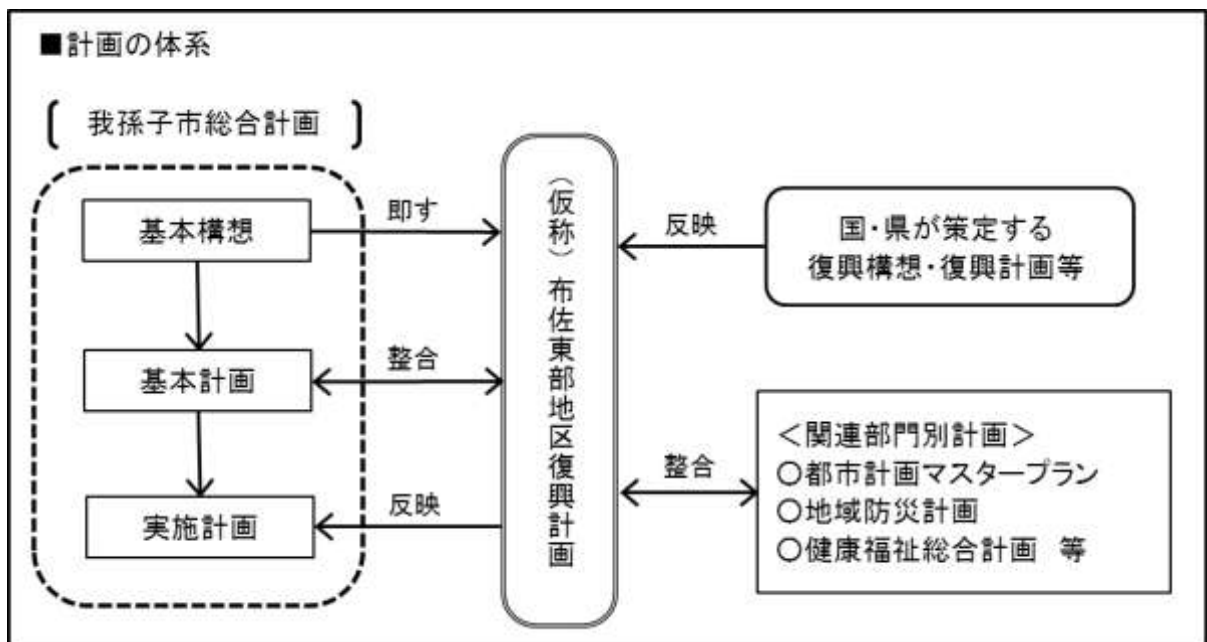 ■計画の体系
〔 我孫子市総合計画 〕
基本構想
即す
基本計画
整合
実施計画
反映
（仮称）布佐東部地区復興計画
反映
国・県が策定する
復興構想・復興計画等
整合
＜関連部門別計画＞
○都市計画マスタープラン
○地域防災計画
○健康福祉総合計画　等